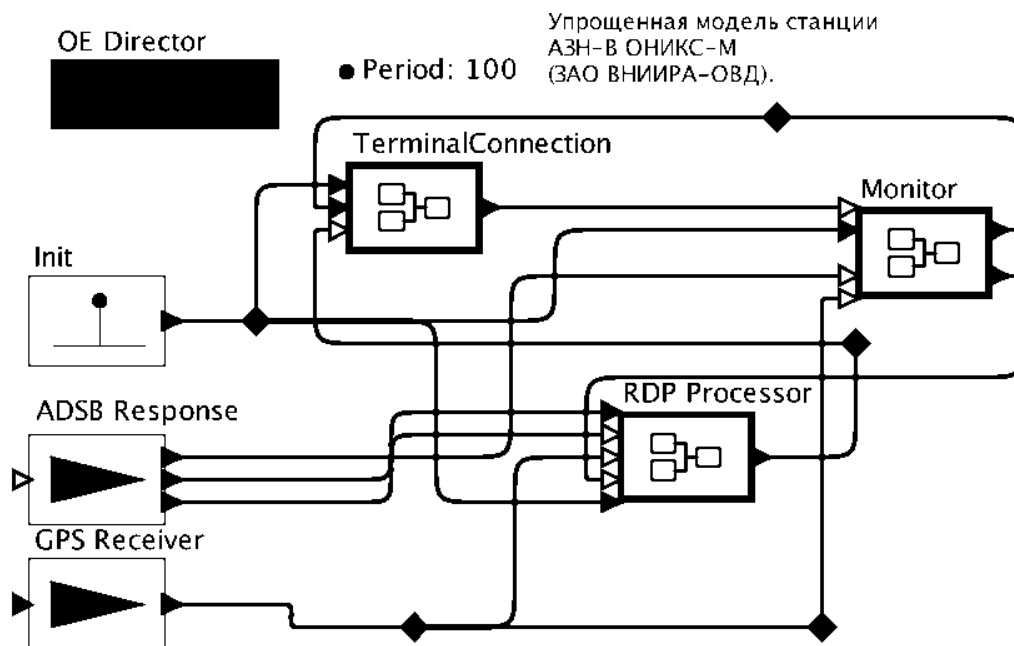 OE Director
Period: 100
Упрощенная модель станции
АЗН-В ОНИКС-М
(ЗАО ВНИИРА-ОВД).
TerminalConnection
Monitor
Init
RDP Processor
ADSB Response
GPS Receiver